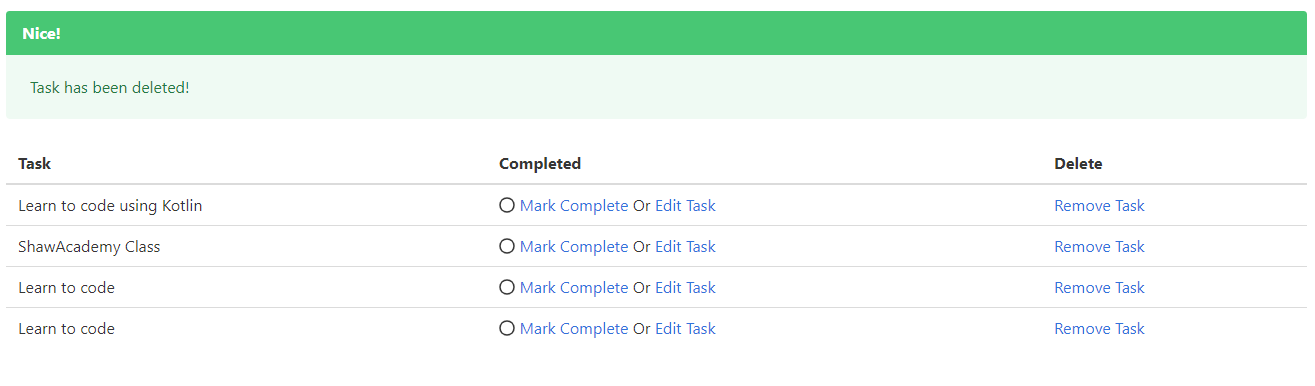 Nice!
Task has been deleted!
Task Completed Delete
Learn to code using Kotlin Mark Complete Or Edit Task Remove Task
ShawAcademy Class Mark Complete Or Edit Task Remove Task
Learn to code Mark Complete Or Edit Task Remove Task
Learn to code Mark Complete Or Edit Task Remove Task